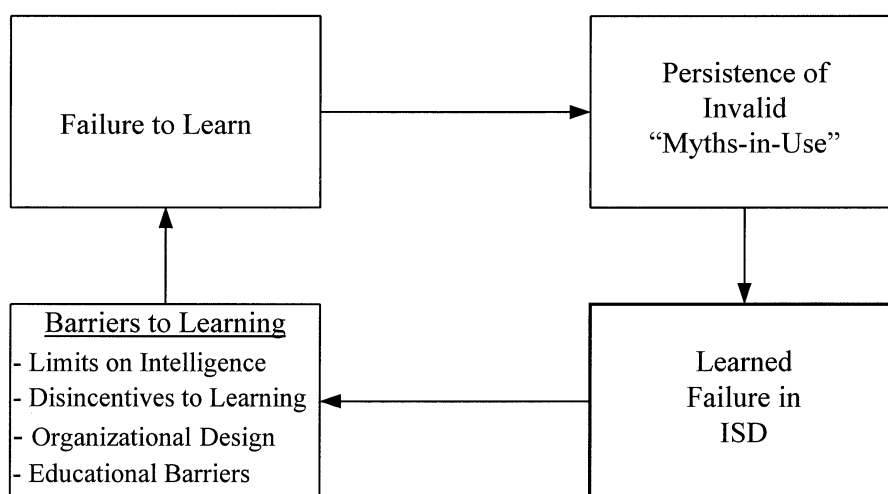 Failure to Learn
Persistence of
Invalid
“Myths-in-Use”
Barriers to Learning
- Limits on Intelligence
- Disincentives to Learning
- Organizational Design
- Educational Barriers
Learned
Failure in
ISD